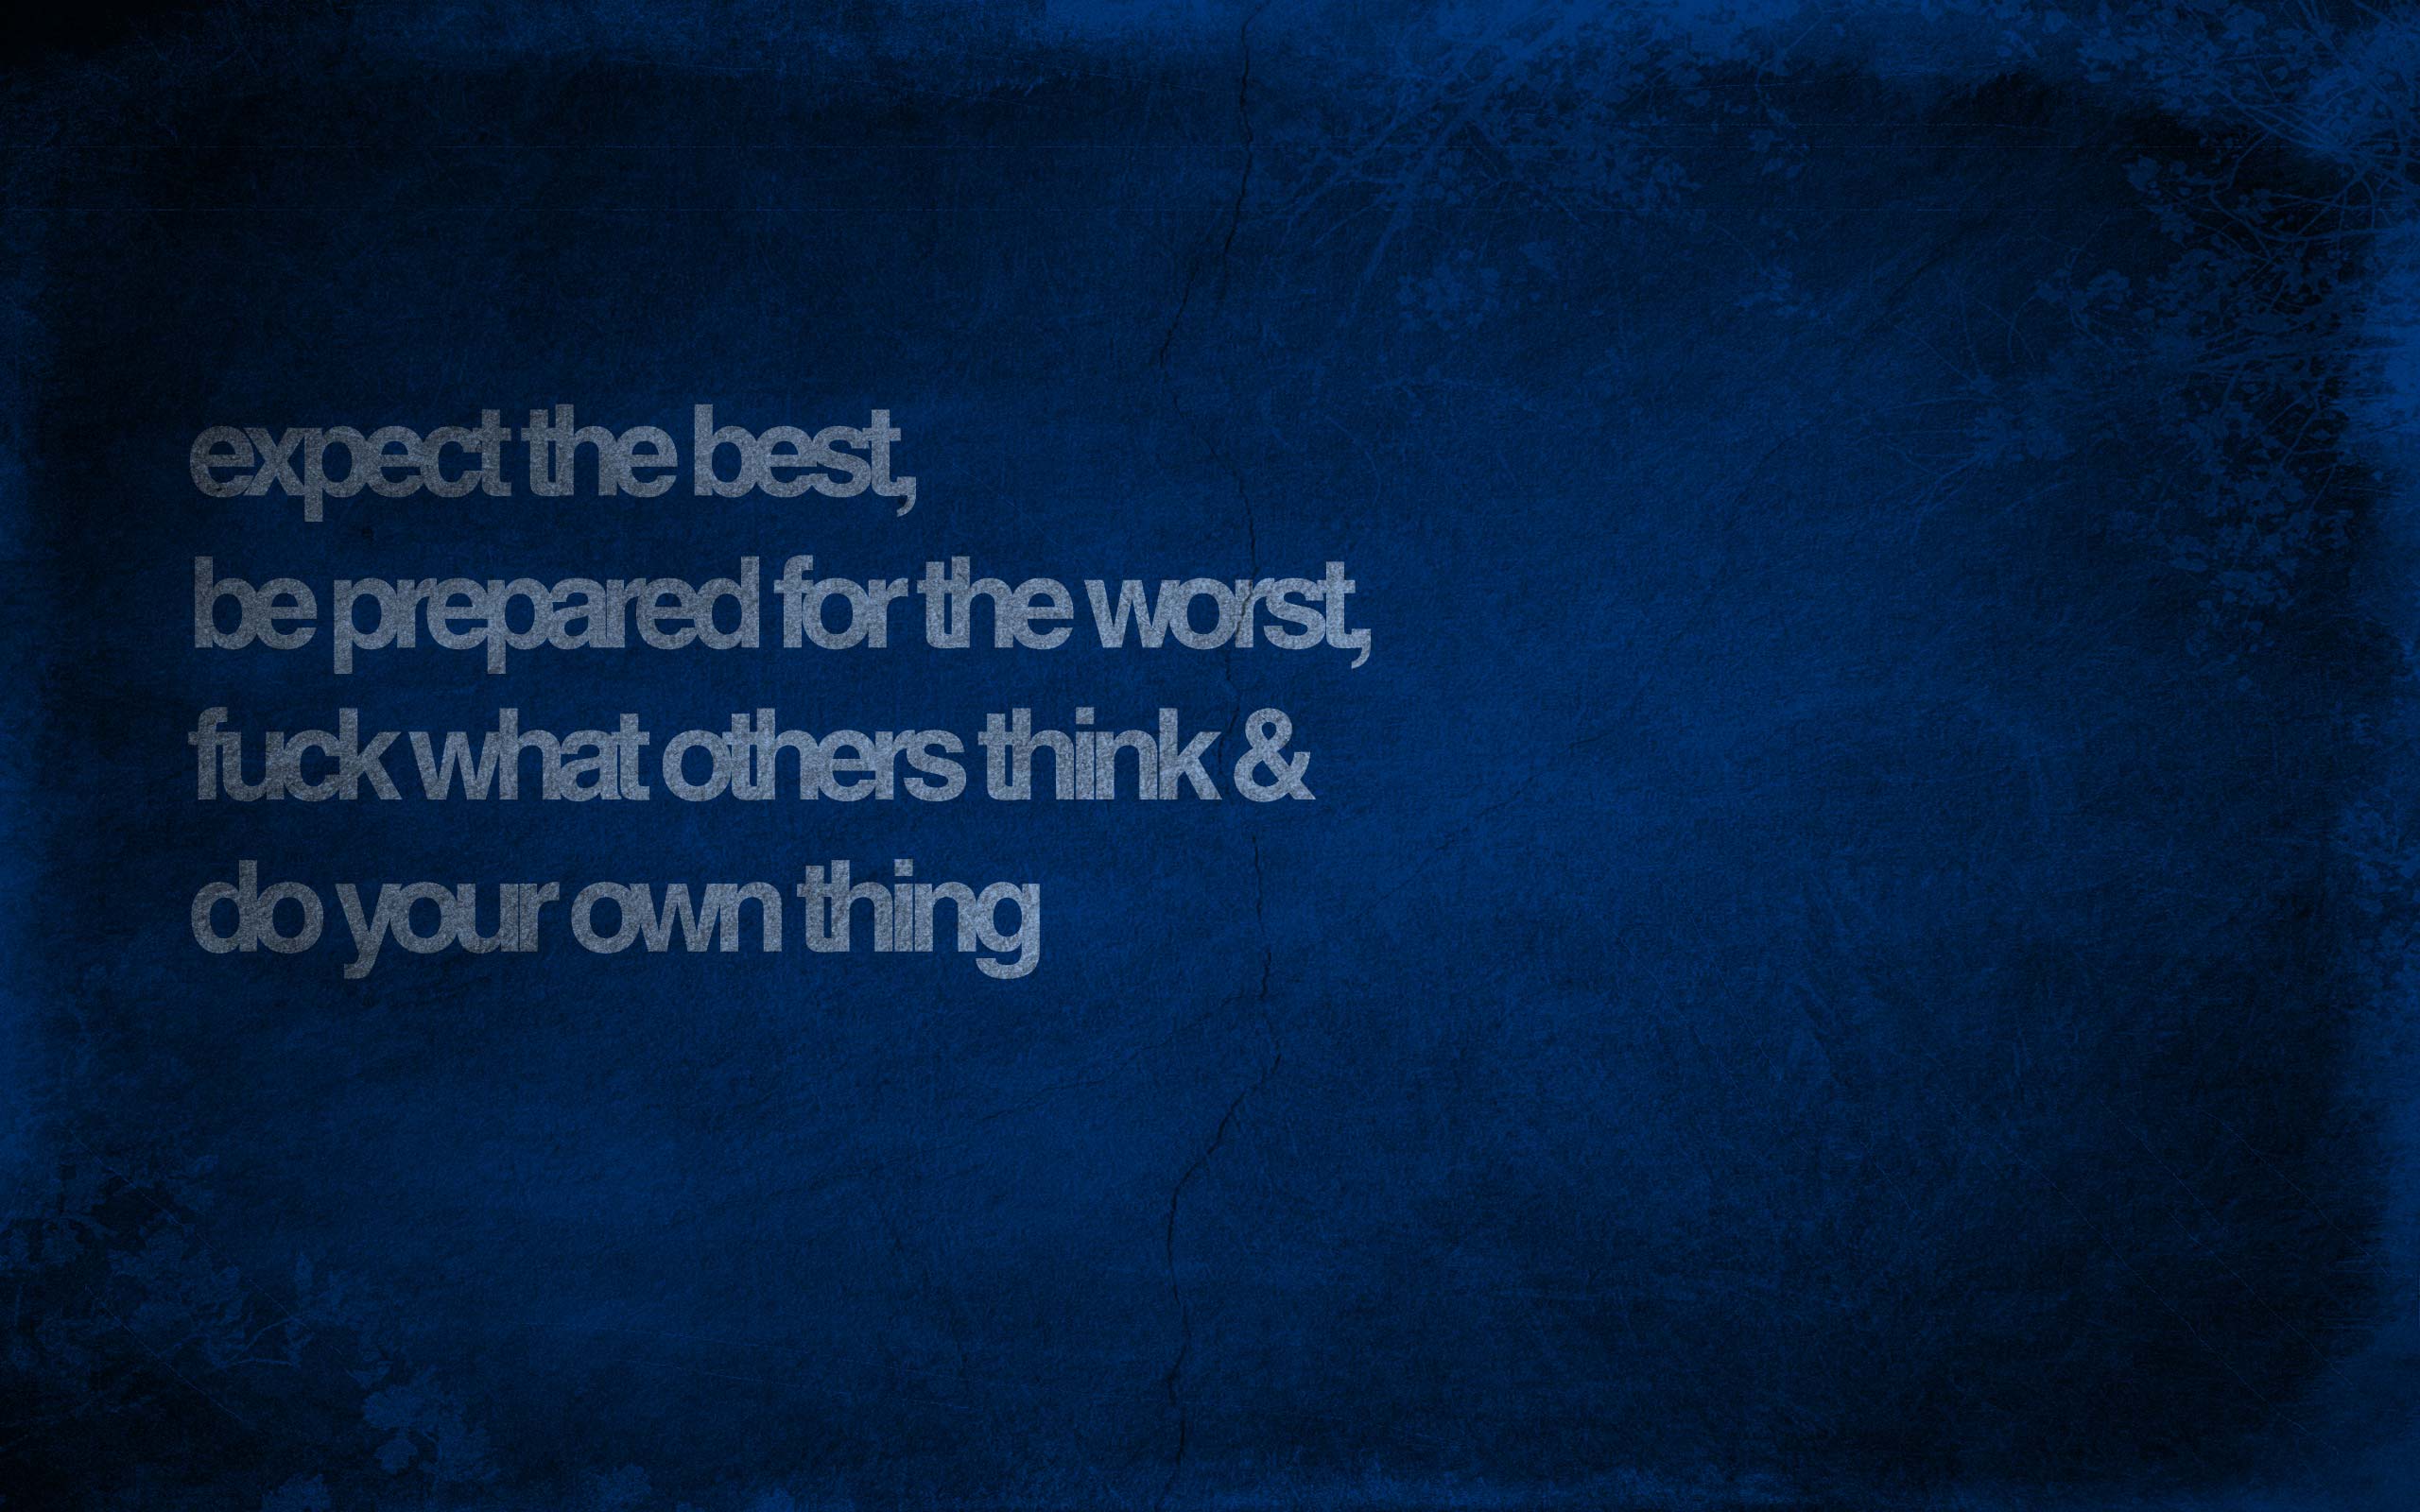 expect the best,
be prepared for the worst,
fuck what others think &
do your own thing